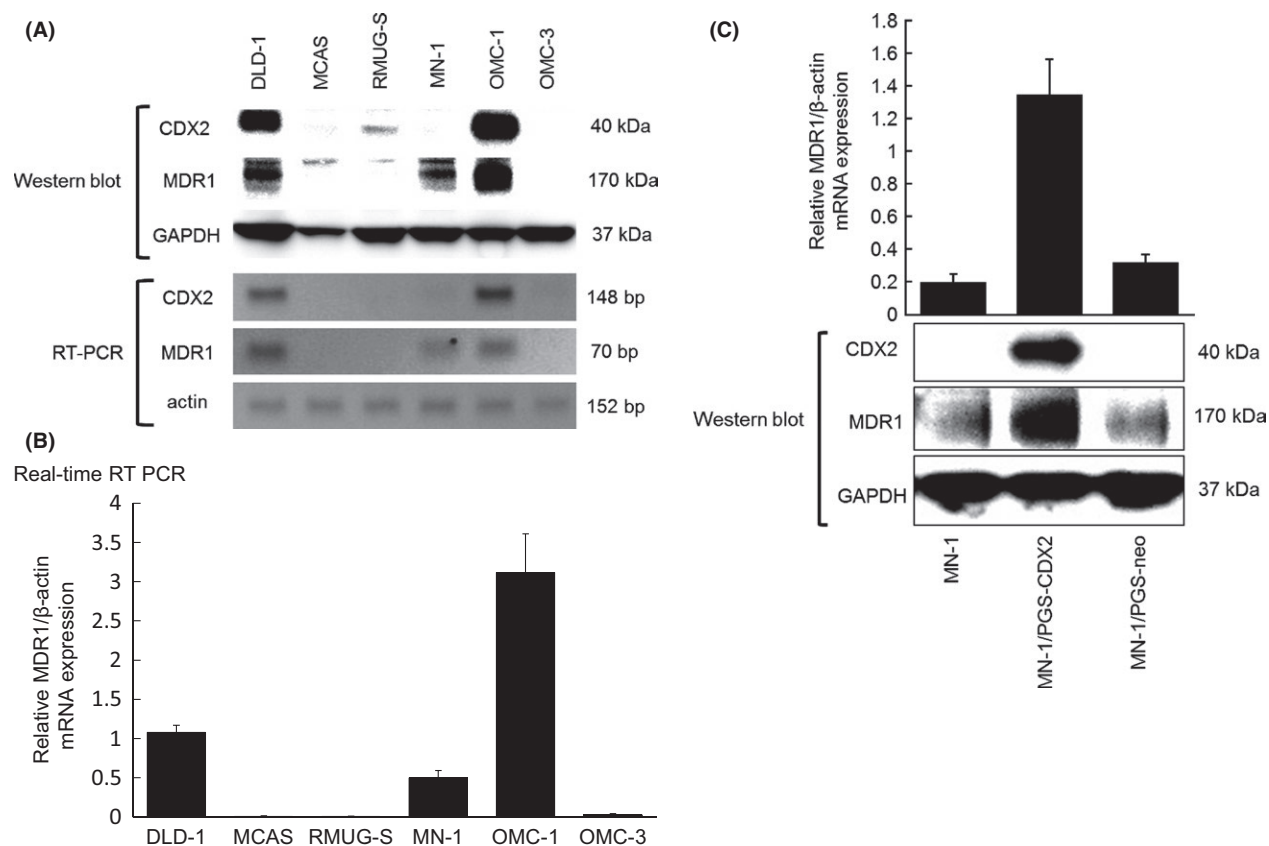 (A)
DLD-1
MCAS
RMUG-S
MN-1
OMC-1
OMC-3
Western blot
CDX2
40 kDa
MDR1
170 kDa
GAPDH
37 kDa
RT-PCR
CDX2
148 bp
MDR1
70 bp
actin
152 bp
(B)
Real-time RT PCR
Relative MDR1/β-actin
mRNA expression
4
3.5
3
2.5
2
1.5
1
0.5
0
DLD-1 MCAS RMUG-S MN-1 OMC-1 OMC-3
(C)
Relative MDR1/β-actin
mRNA expression
1.8
1.6
1.4
1.2
1
0.8
0.6
0.4
0.2
0
Western blot
CDX2
40 kDa
MDR1
170 kDa
GAPDH
37 kDa
MN-1
MN-1/PGS-CDX2
MN-1/PGS-neo